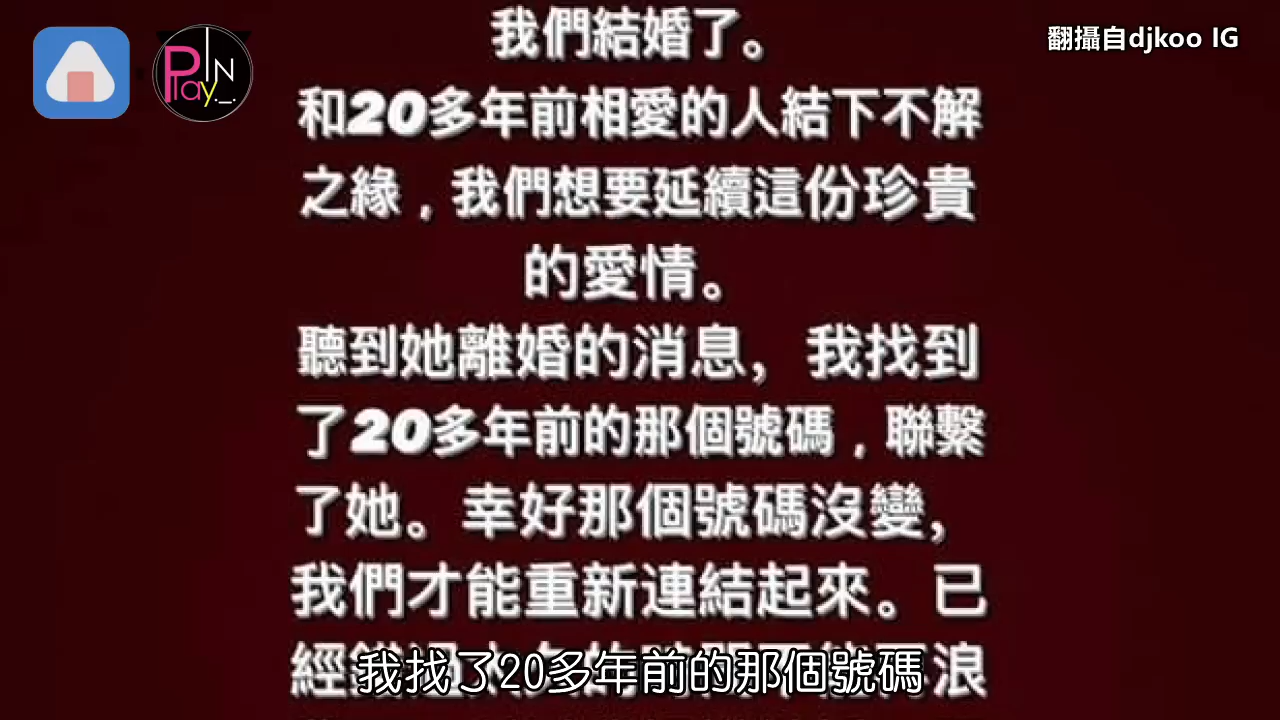 翻攝自djkoo IG
PIN
Play._.
我們結婚了。
和20多年前相愛的人結下不解
之緣，我們想要延續這份珍貴
的愛情。
聽到她離婚的消息，我找到
了20多年前的那個號碼，聯繫
了她。幸好那個號碼沒變，
我們才能重新連結起來。已
經 浪
我找了20多年前的那個號碼